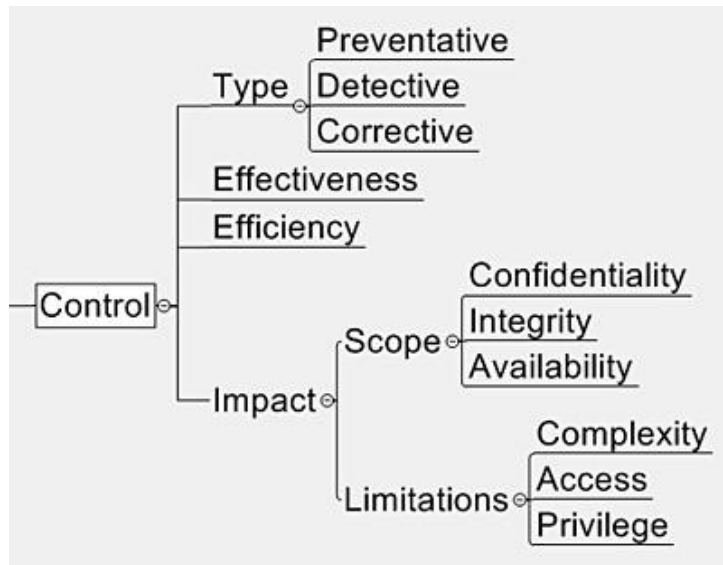 Preventative
Type
Detective
Corrective
Effectiveness
Efficiency
Control
Confidentiality
Scope
Integrity
Availability
Impact
Complexity
Limitations
Access
Privilege